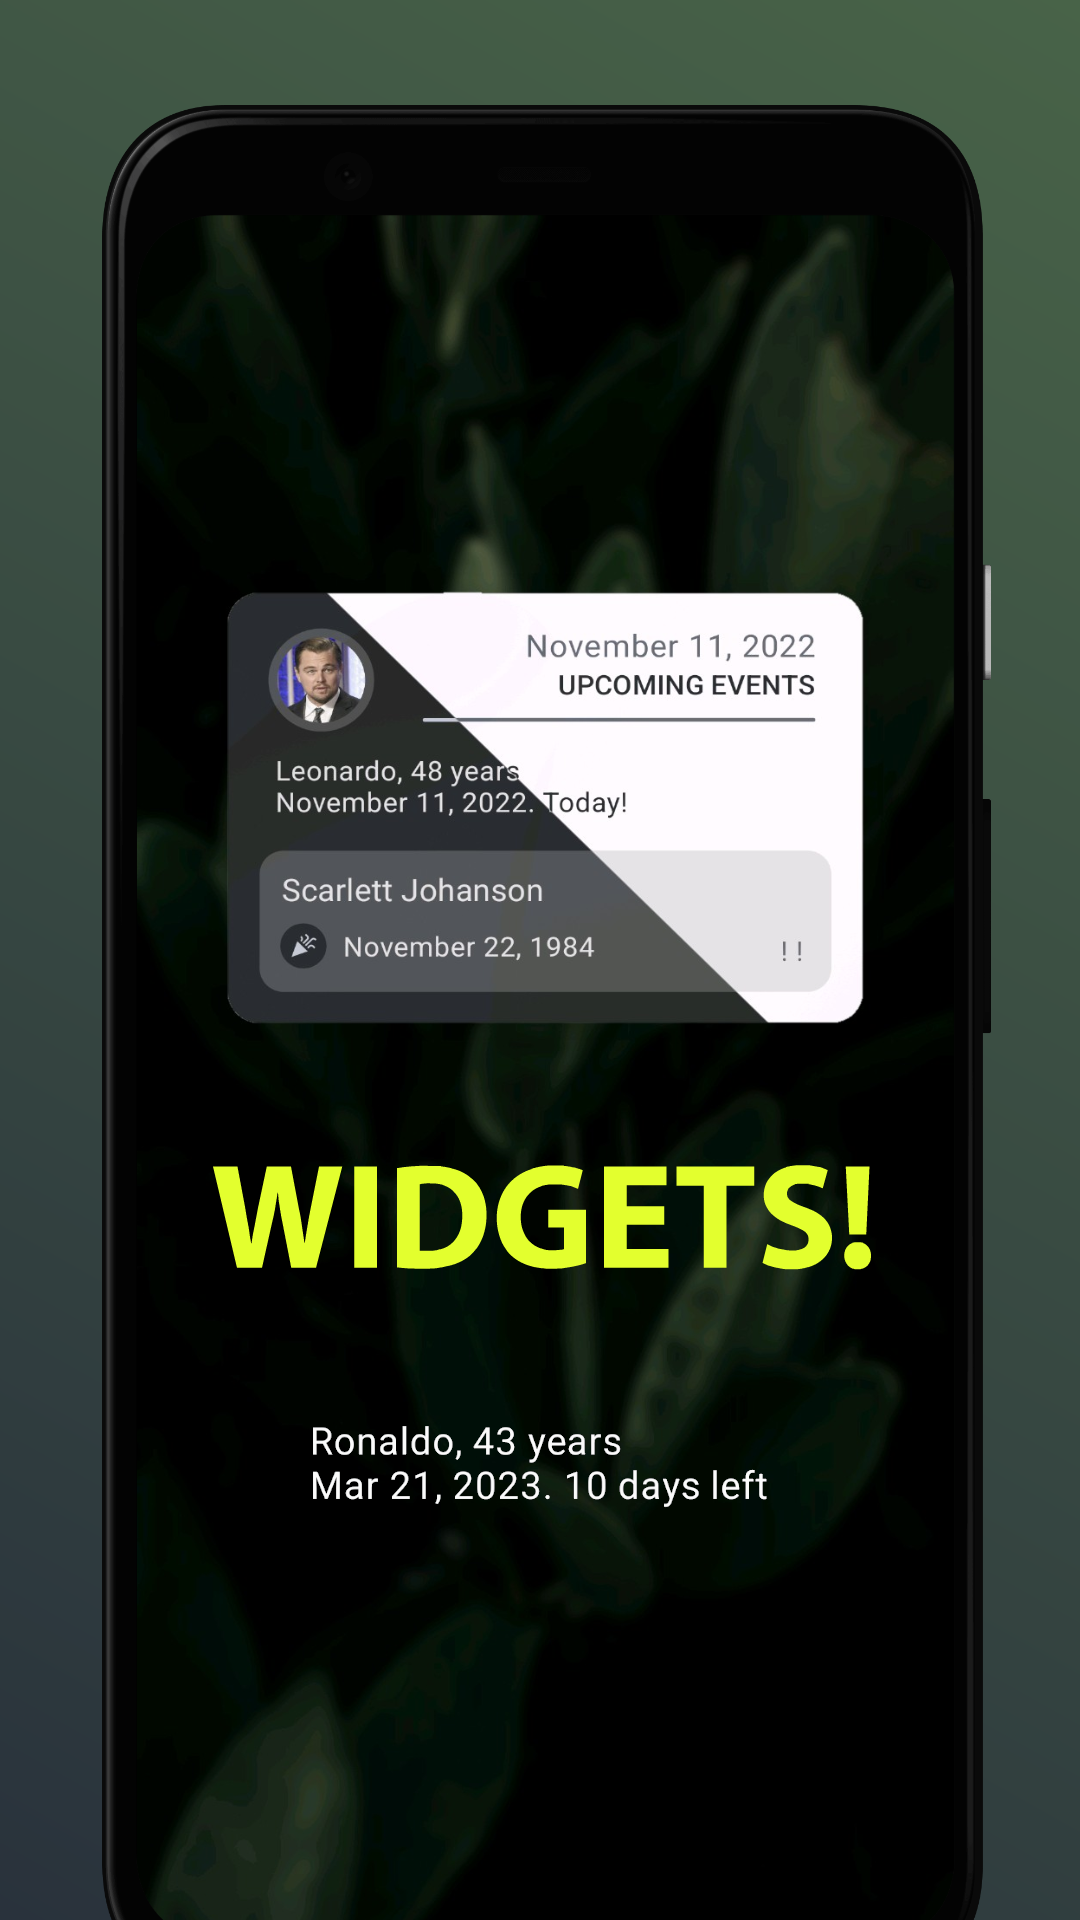 November 11, 2022
UPCOMING EVENTS
Leonardo, 48 years
November 11, 2022. Today!
Scarlett Johanson
November 22, 1984
!!
WIDGETS!
Ronaldo, 43 years
Mar 21, 2023. 10 days left